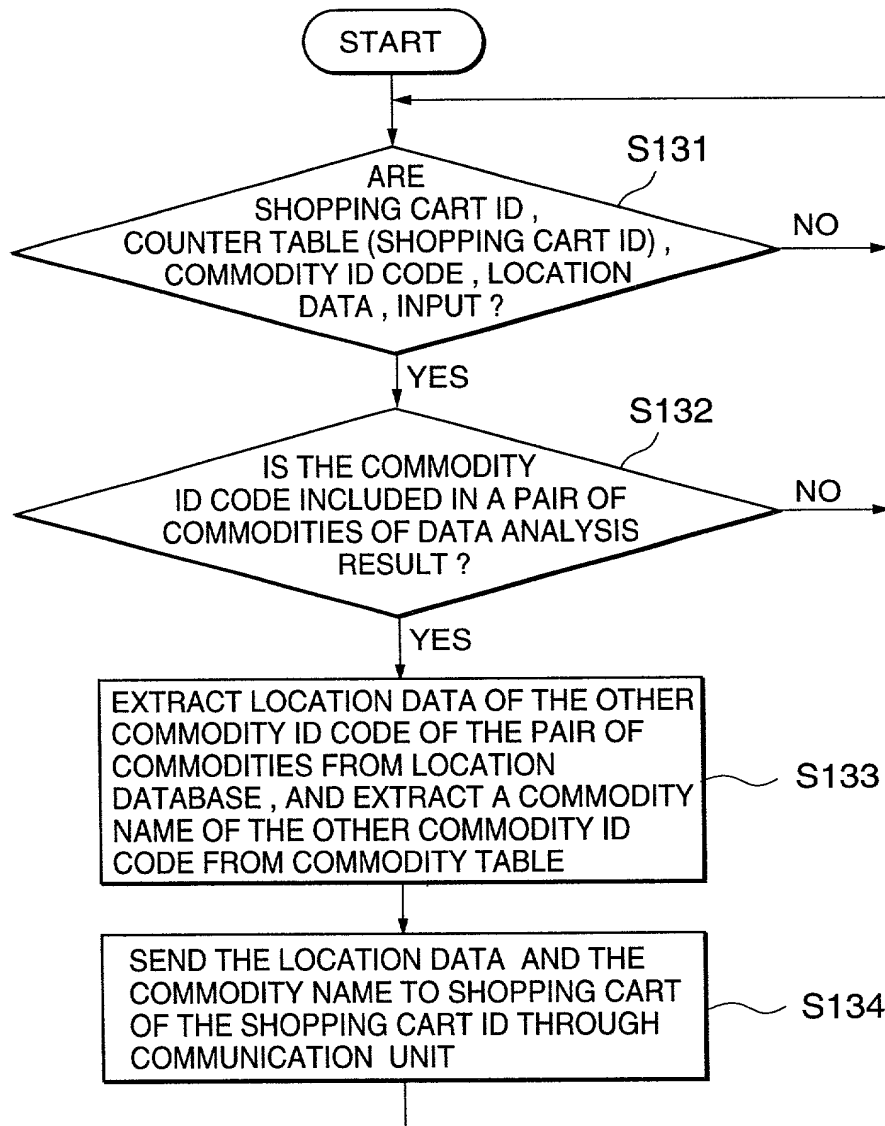 START
S131
ARE
SHOPPING CART ID ,
COUNTER TABLE (SHOPPING CART ID) ,
COMMODITY ID CODE , LOCATION
DATA , INPUT ?
NO
YES
S132
IS THE COMMODITY
ID CODE INCLUDED IN A PAIR OF
COMMODITIES OF DATA ANALYSIS
RESULT ?
NO
YES
EXTRACT LOCATION DATA OF THE OTHER
COMMODITY ID CODE OF THE PAIR OF
COMMODITIES FROM LOCATION
DATABASE , AND EXTRACT A COMMODITY
NAME OF THE OTHER COMMODITY ID
CODE FROM COMMODITY TABLE
S133
SEND THE LOCATION DATA AND THE
COMMODITY NAME TO SHOPPING CART
OF THE SHOPPING CART ID THROUGH
COMMUNICATION UNIT
S134